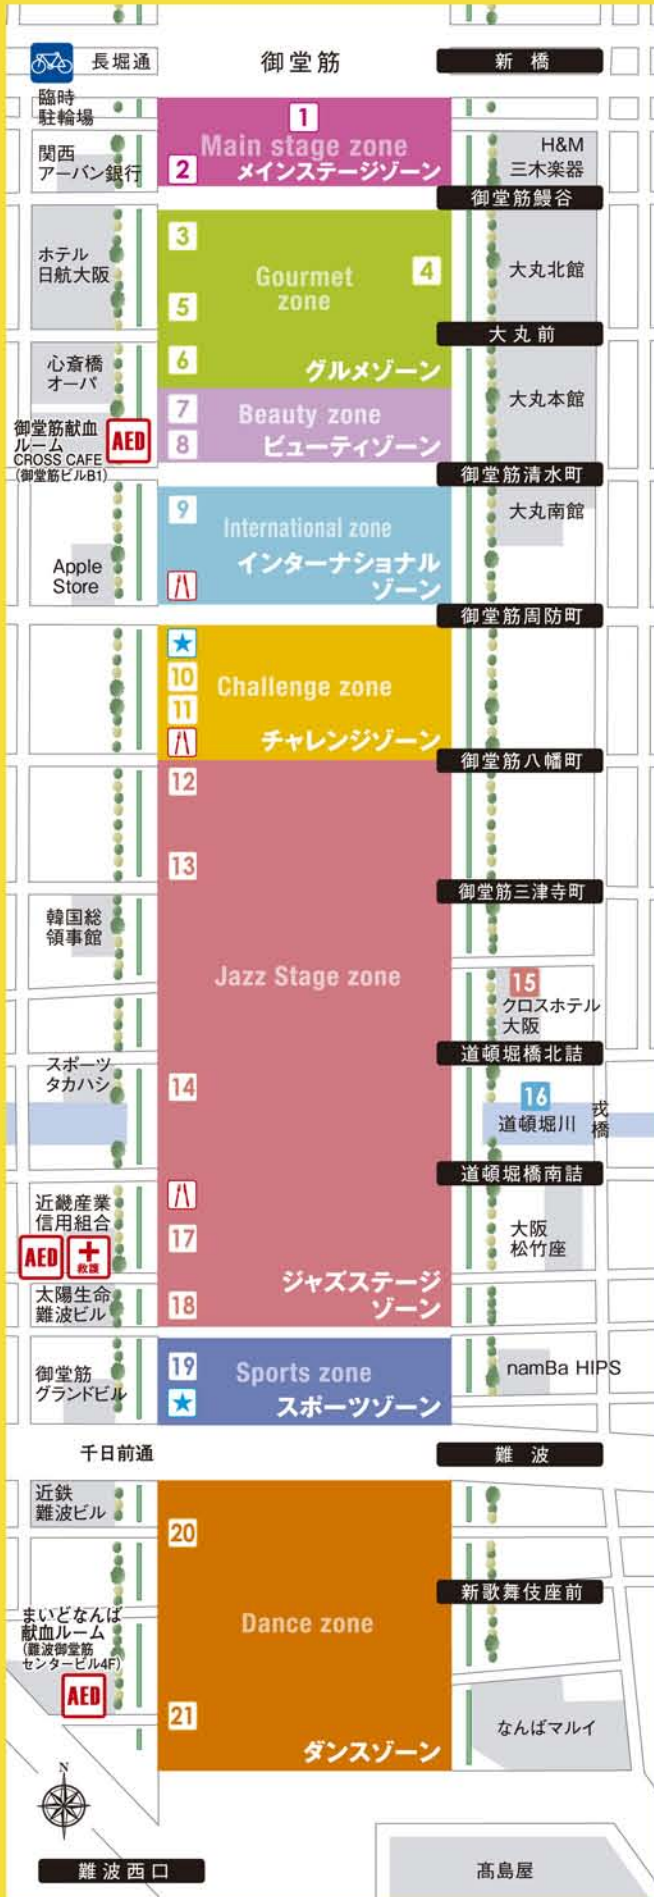 長堀通
御堂筋
新橋
臨時
駐輪場
関西
アーバン銀行
1
Main stage zone
2
メインステージゾーン
H&M
三木楽器
御堂筋鰻谷
ホテル
日航大阪
3
Gourmet
zone
4
5
大丸北館
大丸前
心斎橋
オーパ
6
グルメゾーン
大丸本館
御堂筋献血
ルーム
CROSS CAFE
(御堂筋ビルB1)
AED
7
Beauty zone
8
ビューティゾーン
御堂筋清水町
9
International zone
インターナショナル
ゾーン
大丸南館
Apple
Store
御堂筋周防町
10
Challenge zone
11
チャレンジゾーン
御堂筋八幡町
12
13
御堂筋三津寺町
韓国総
領事館
Jazz Stage zone
15
クロスホテル
大阪
道頓堀橋北詰
スポーツ
タカハシ
14
16
道頓堀川
戎橋
道頓堀橋南詰
近畿産業
信用組合
AED
救護
17
大阪
松竹座
太陽生命
難波ビル
18
ジャズステージ
ゾーン
御堂筋
グランドビル
19
Sports zone
スポーツゾーン
namBa HIPS
千日前通
難波
近鉄
難波ビル
20
新歌舞伎座前
まいどなんば
献血ルーム
(難波御堂筋
センタービル4F)
AED
Dance zone
21
ダンスゾーン
なんばマルイ
N
難波西口
髙島屋